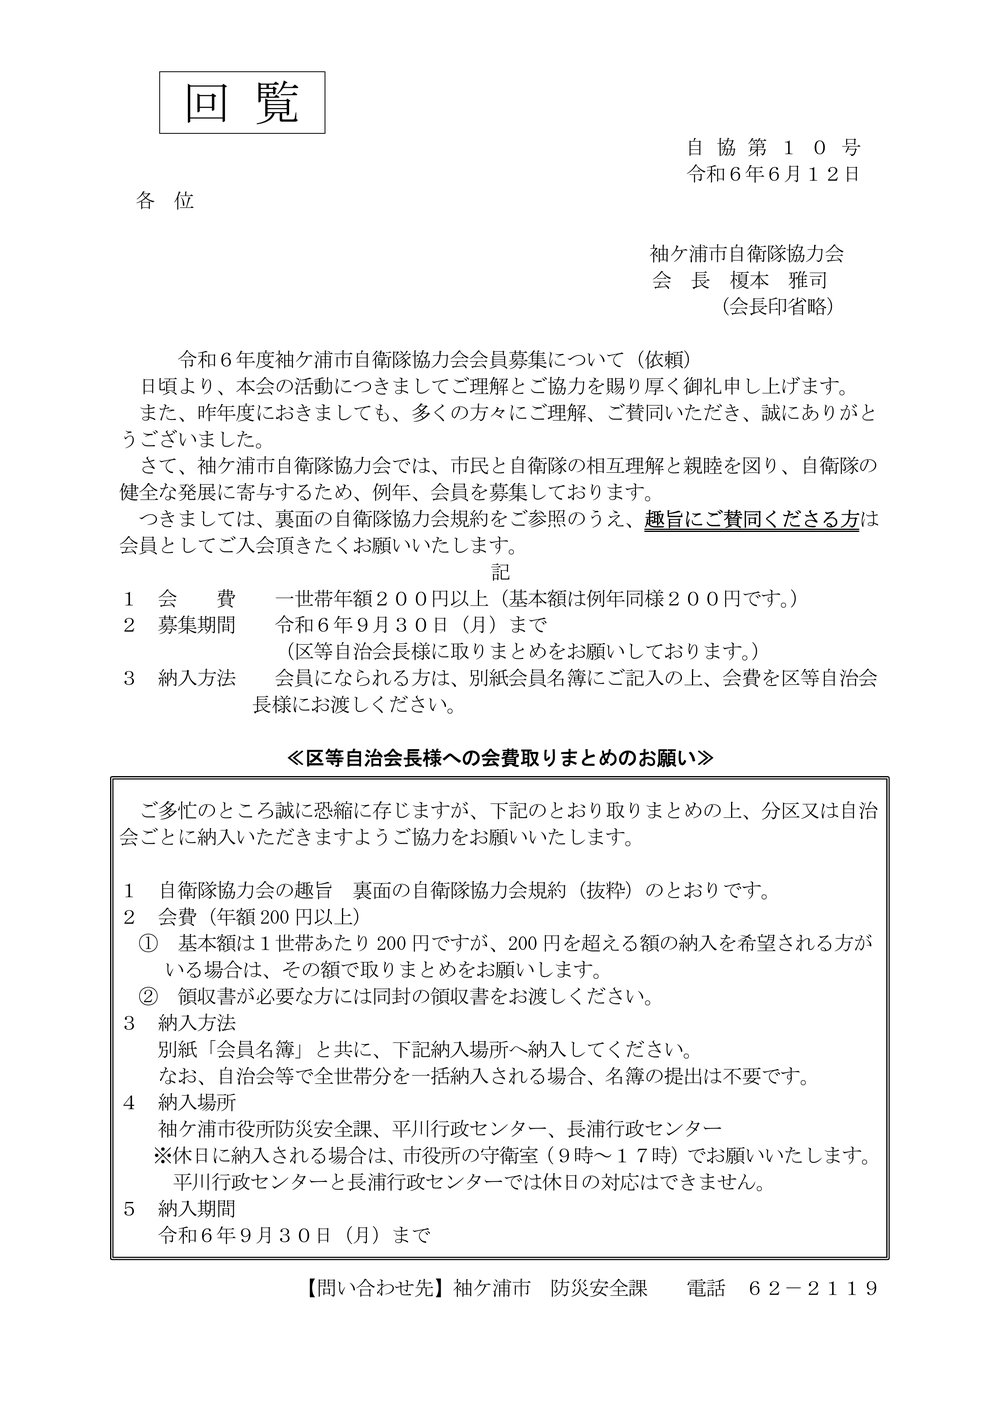 回 覧
自 協 第 １ ０ 号
令和６年６月１２日
各　位
袖ケ浦市自衛隊協力会
会　長　榎本　雅司
（会長印省略）
令和６年度袖ケ浦市自衛隊協力会会員募集について（依頼）
日頃より、本会の活動につきましてご理解とご協力を賜り厚く御礼申し上げます。
また、昨年度におきましても、多くの方々にご理解、ご賛同いただき、誠にありがと
うございました。
さて、袖ケ浦市自衛隊協力会では、市民と自衛隊の相互理解と親睦を図り、自衛隊の
健全な発展に寄与するため、例年、会員を募集しております。
つきましては、裏面の自衛隊協力会規約をご参照のうえ、趣旨にご賛同くださる方は
会員としてご入会頂きたくお願いいたします。
記
１　会　　費　　一世帯年額２００円以上（基本額は例年同様２００円です。）
２　募集期間　　令和６年９月３０日（月）まで
（区等自治会長様に取りまとめをお願いしております。）
３　納入方法　　会員になられる方は、別紙会員名簿にご記入の上、会費を区等自治会
長様にお渡しください。
≪区等自治会長様への会費取りまとめのお願い≫
ご多忙のところ誠に恐縮に存じますが、下記のとおり取りまとめの上、分区又は自治
会ごとに納入いただきますようご協力をお願いいたします。
１　自衛隊協力会の趣旨　裏面の自衛隊協力会規約（抜粋）のとおりです。
２　会費（年額 200 円以上）
①　基本額は１世帯あたり 200 円ですが、200 円を超える額の納入を希望される方が
いる場合は、その額で取りまとめをお願いします。
②　領収書が必要な方には同封の領収書をお渡しください。
３　納入方法
別紙「会員名簿」と共に、下記納入場所へ納入してください。
なお、自治会等で全世帯分を一括納入される場合、名簿の提出は不要です。
４　納入場所
袖ケ浦市役所防災安全課、平川行政センター、長浦行政センター
※休日に納入される場合は、市役所の守衛室（９時～１７時）でお願いいたします。
平川行政センターと長浦行政センターでは休日の対応はできません。
５　納入期間
令和６年９月３０日（月）まで
【問い合わせ先】袖ケ浦市　防災安全課　　電話　６２－２１１９